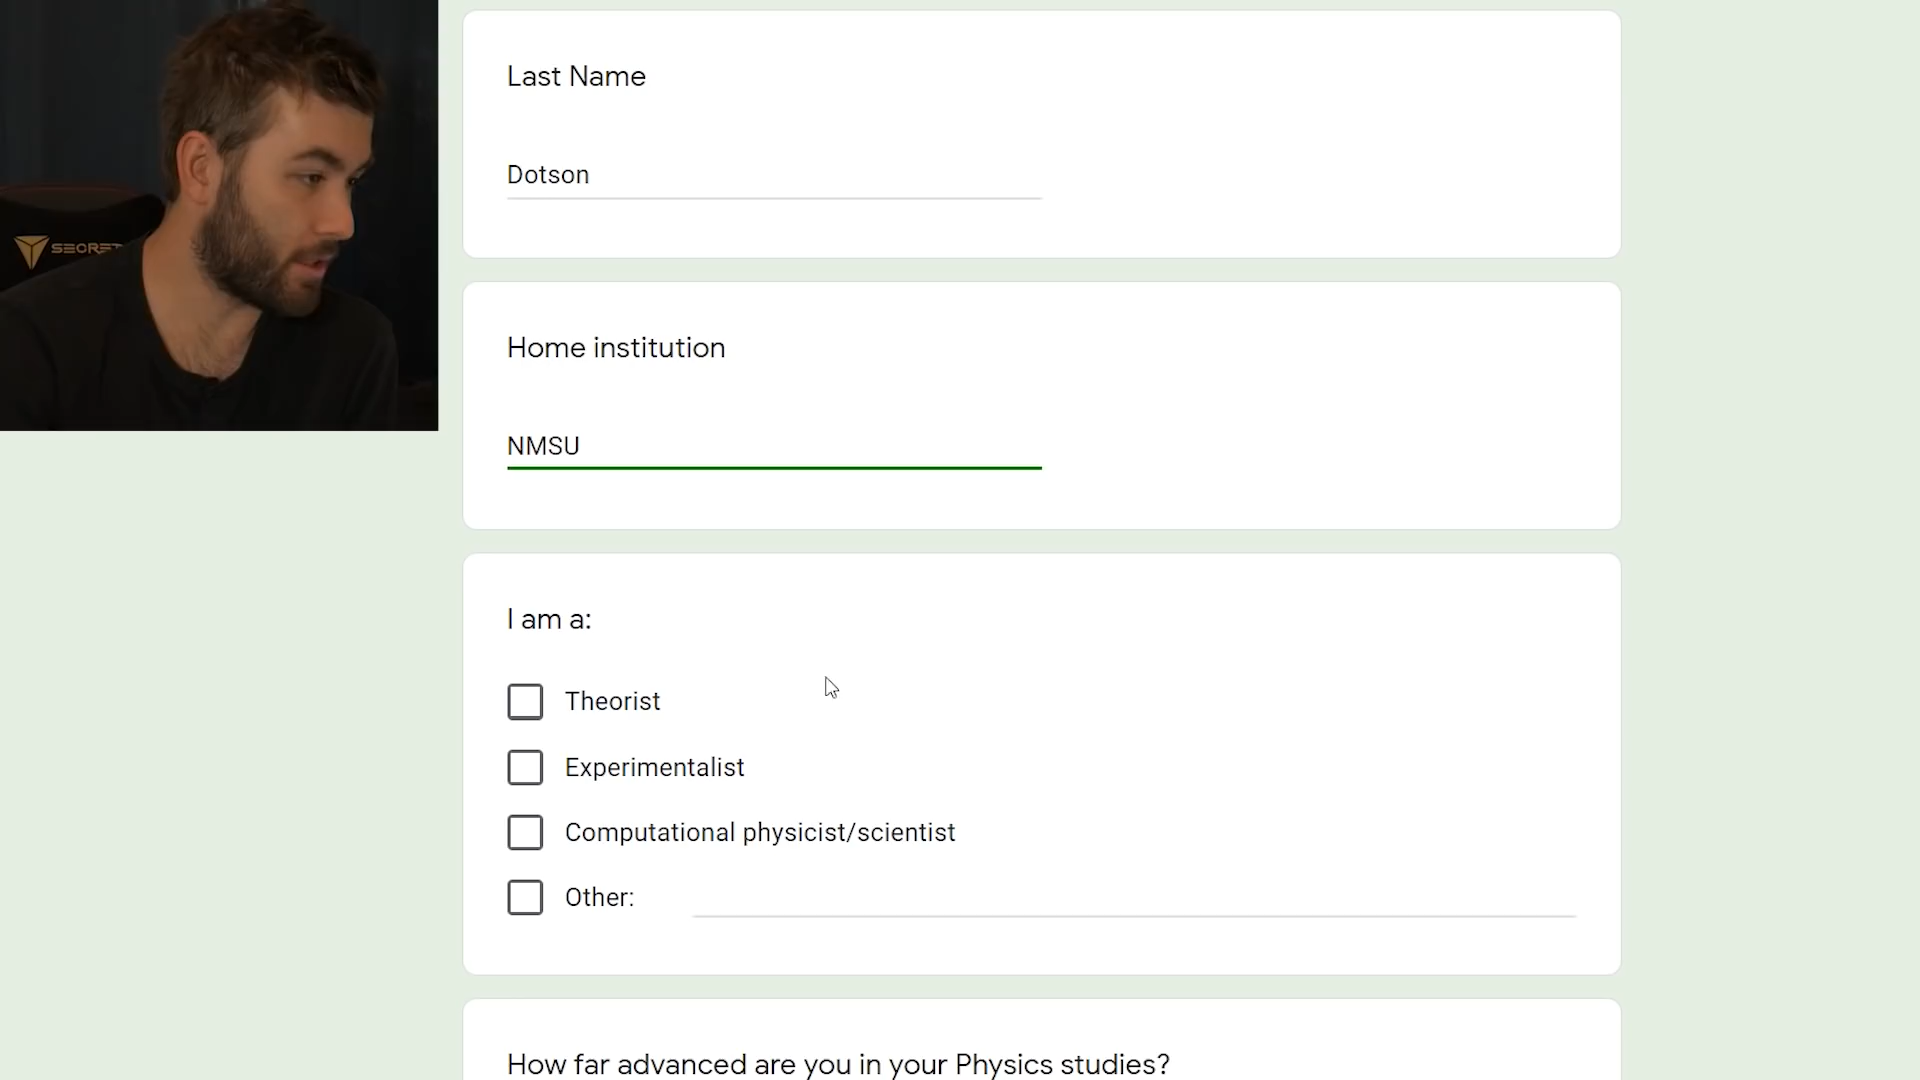 SECRET
Last Name
Dotson
Home institution
NMSU
I am a:
Theorist
Experimentalist
Computational physicist/scientist
Other:
How far advanced are you in your Physics studies?